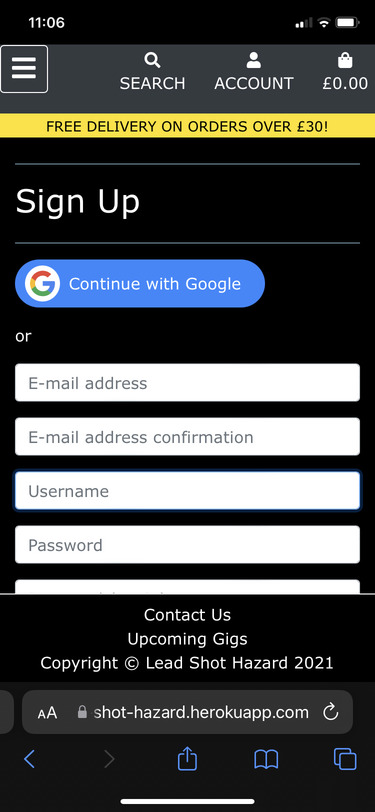 11:06
SEARCH ACCOUNT £0.00
FREE DELIVERY ON ORDERS OVER £30!
Sign Up
Continue with Google
or
E-mail address
E-mail address confirmation
Username
Password
Contact Us
Upcoming Gigs
Copyright © Lead Shot Hazard 2021
AA shot-hazard.herokuapp.com